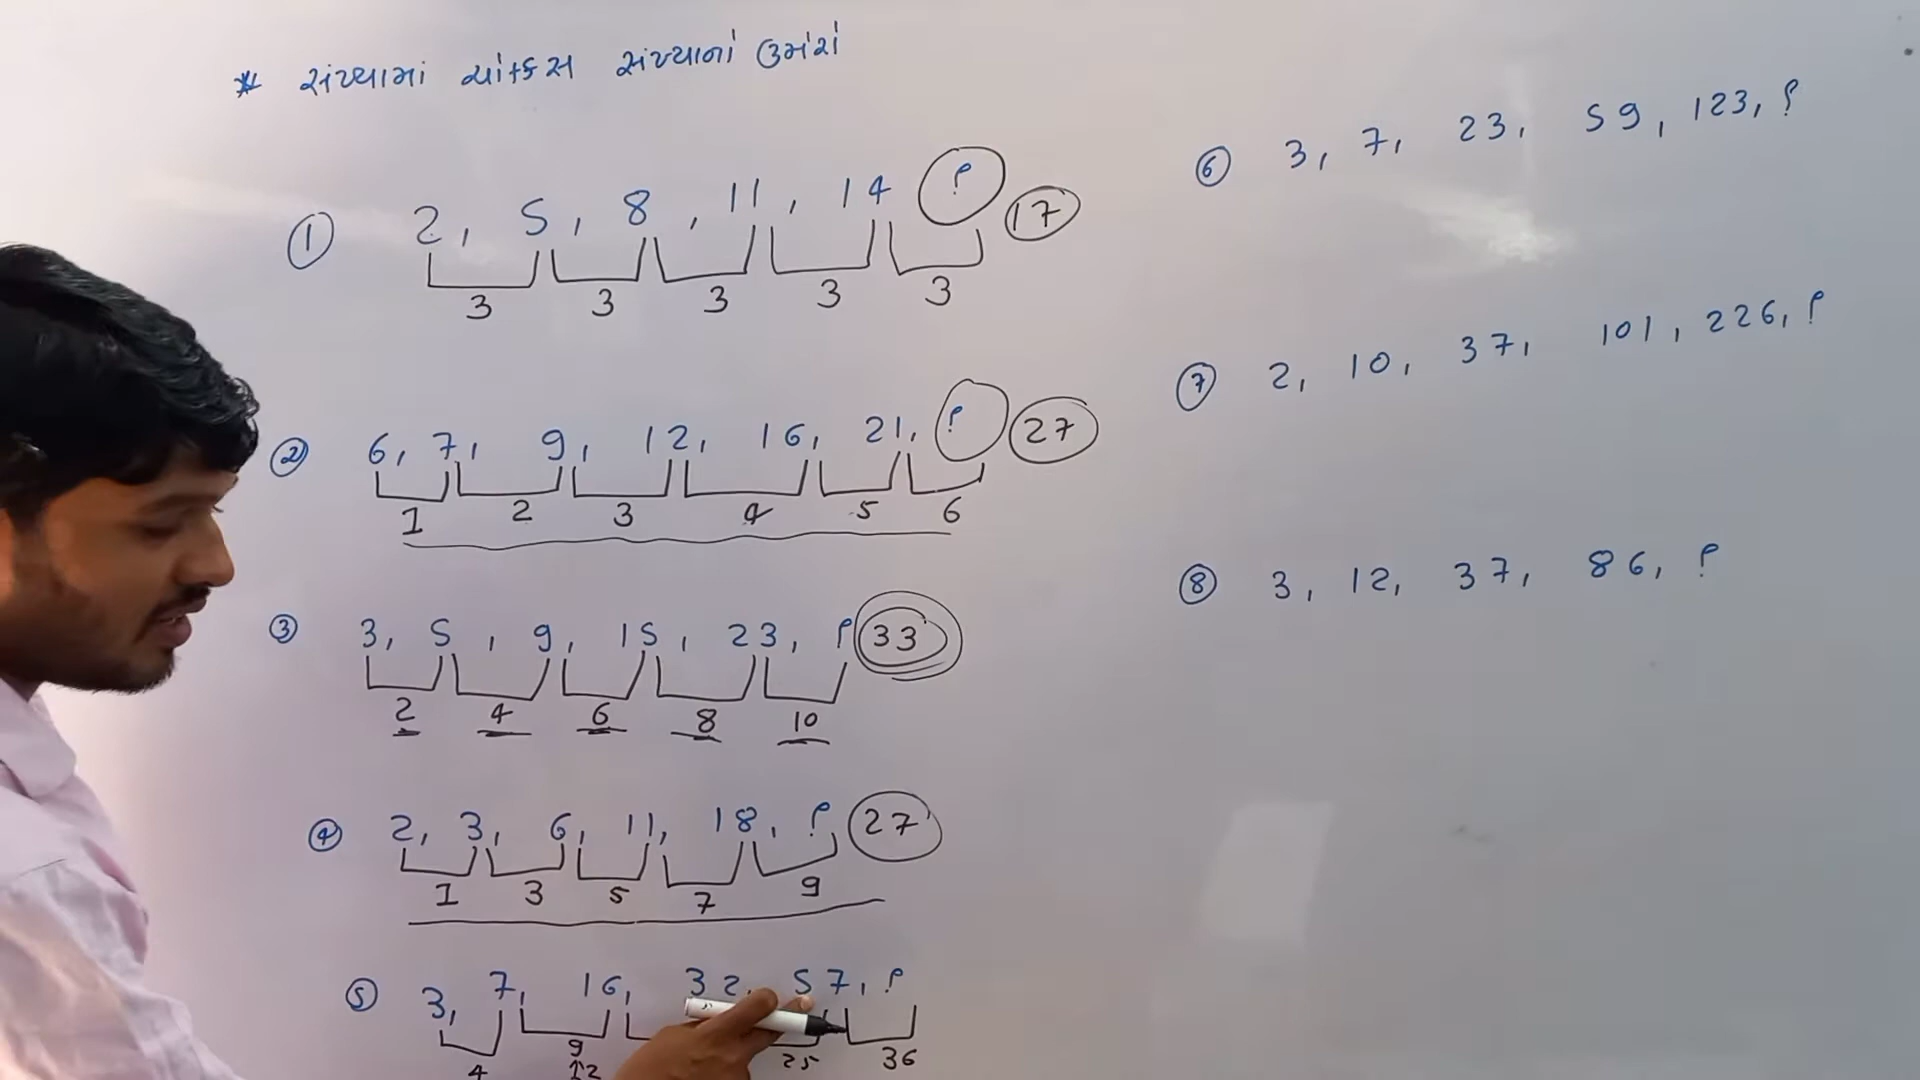 * સંખ્યામાં ચોક્કસ સંખ્યાનો ઉમેરો
① 2, 5, 8, 11, 14 ? 17
3 3 3 3 3
② 6, 7, 9, 12, 16, 21, ? 27
1 2 3 4 5 6
③ 3, 5, 9, 15, 23, ? 33
2 4 6 8 10
④ 2, 3, 6, 11, 18, ? 27
1 3 5 7 9
⑤ 3, 7, 16, 32, 57, ?
4 9 25 36
⑥ 3, 7, 23, 59, 123, ?
⑦ 2, 10, 37, 101, 226, ?
⑧ 3, 12, 37, 86, ?